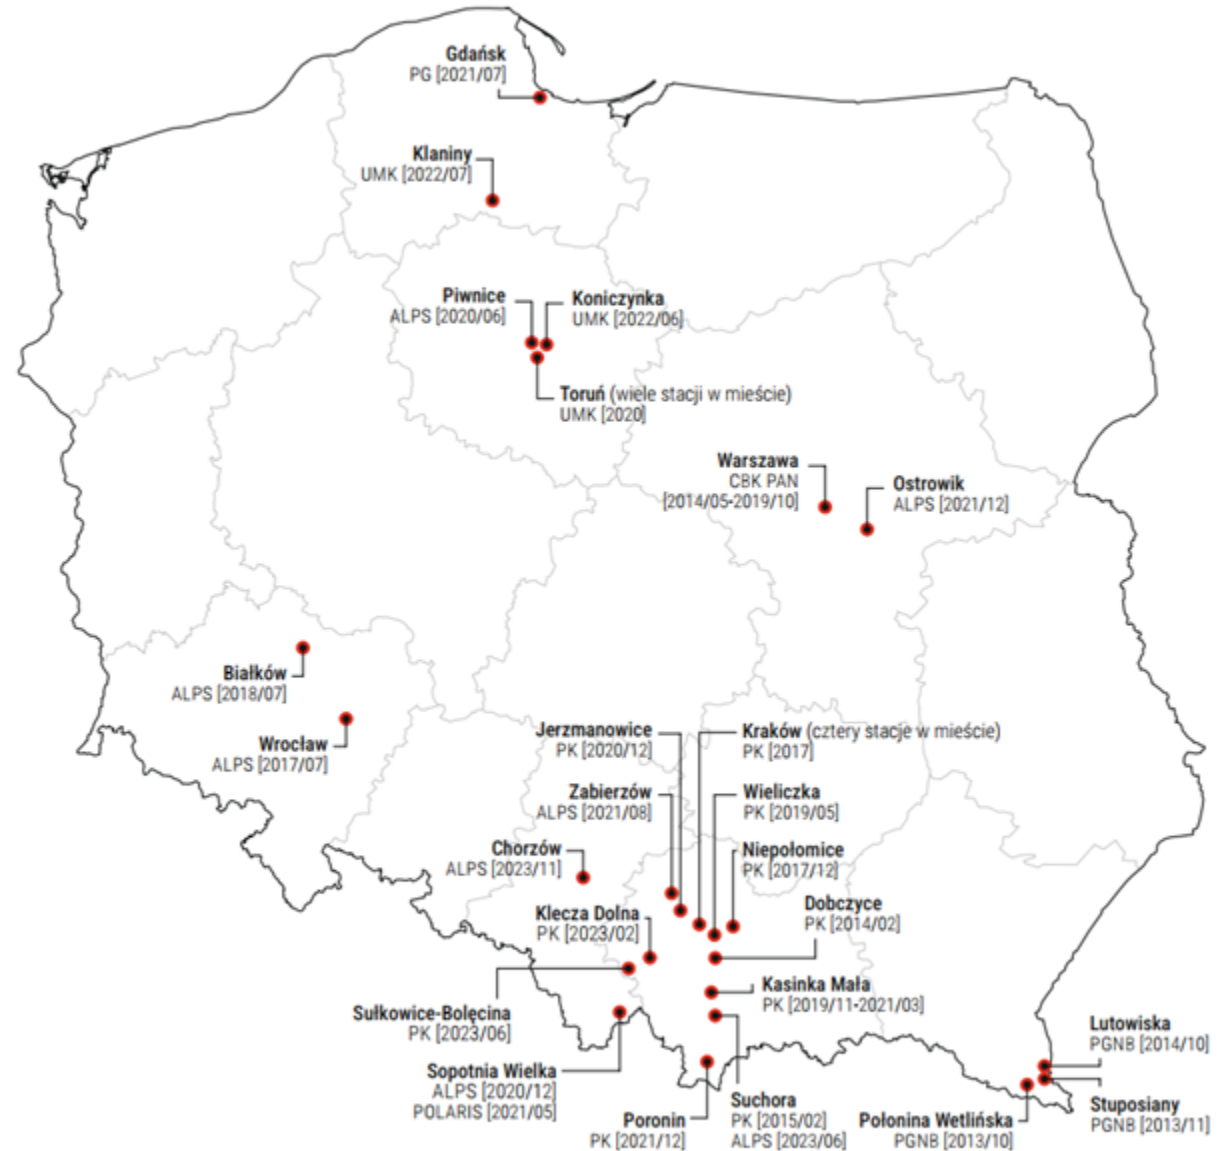 Gdańsk
PG [2021/07]
Klaniny
UMK [2022/07]
Piwnice
ALPS [2020/06]
Koniczynka
UMK [2022/06]
Toruń (wiele stacji w mieście)
UMK [2020]
Warszawa
CBK PAN
[2014/05-2019/10]
Ostrowik
ALPS [2021/12]
Białków
ALPS [2018/07]
Wrocław
ALPS [2017/07]
Jerzmanowice
PK [2020/12]
Kraków (cztery stacje w mieście)
PK [2017]
Zabierzów
ALPS [2021/08]
Wieliczka
PK [2019/05]
Chorzów
ALPS [2023/11]
Niepołomice
PK [2017/12]
Klecza Dolna
PK [2023/02]
Dobczyce
PK [2014/02]
Sułkowice-Bolęcina
PK [2023/06]
Kasinka Mała
PK [2019/11-2021/03]
Sopotnia Wielka
ALPS [2020/12]
POLARIS [2021/05]
Poronin
PK [2021/12]
Suchora
PK [2015/02]
ALPS [2023/06]
Połonina Wetlińska
PGNB [2013/10]
Lutowiska
PGNB [2014/10]
Stuposiany
PGNB [2013/11]